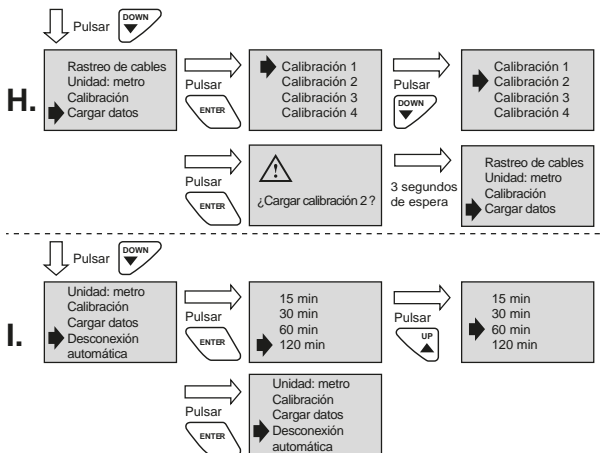 Pulsar DOWN
H.
Rastreo de cables
Unidad: metro
Calibración
Cargar datos
Pulsar
ENTER
Calibración 1
Calibración 2
Calibración 3
Calibración 4
Pulsar
DOWN
Calibración 1
Calibración 2
Calibración 3
Calibración 4
Pulsar
ENTER
!
¿Cargar calibración 2 ?
3 segundos
de espera
Rastreo de cables
Unidad: metro
Calibración
Cargar datos
Pulsar DOWN
I.
Unidad: metro
Calibración
Cargar datos
Desconexión
automática
Pulsar
ENTER
15 min
30 min
60 min
120 min
Pulsar
UP
15 min
30 min
60 min
120 min
Pulsar
ENTER
Unidad: metro
Calibración
Cargar datos
Desconexión
automática